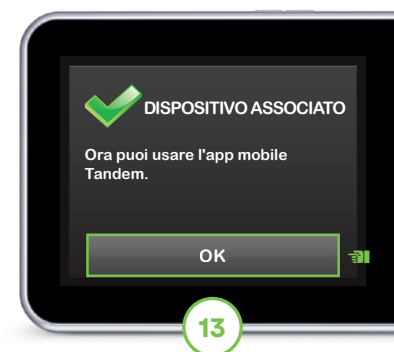 DISPOSITIVO ASSOCIATO
Ora puoi usare l'app mobile
Tandem.
OK
13